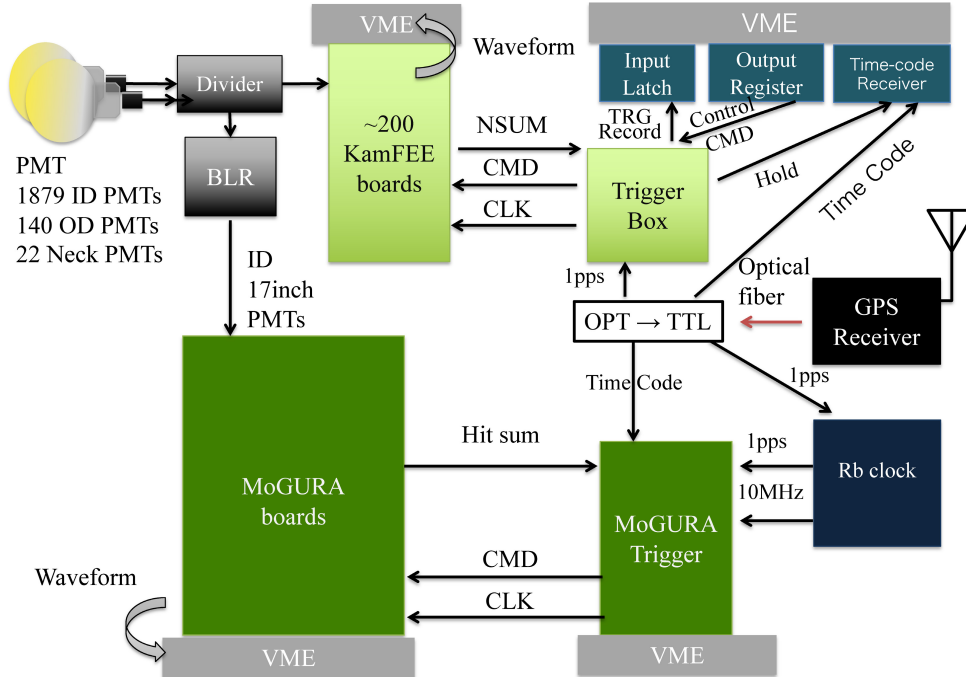 VME
Waveform
VME
Divider
Input
Latch
Output
Register
Time-code
Receiver
~200
KamFEE
boards
NSUM
CMD
CLK
TRG
Record
Control
CMD
Hold
Time Code
PMT
1879 ID PMTs
140 OD PMTs
22 Neck PMTs
BLR
Trigger
Box
ID
17inch
PMTs
1pps
Optical
fiber
GPS
Receiver
OPT → TTL
Time Code
1pps
Hit sum
1pps
10MHz
Rb clock
MoGURA
boards
MoGURA
Trigger
CMD
CLK
Waveform
VME
VME